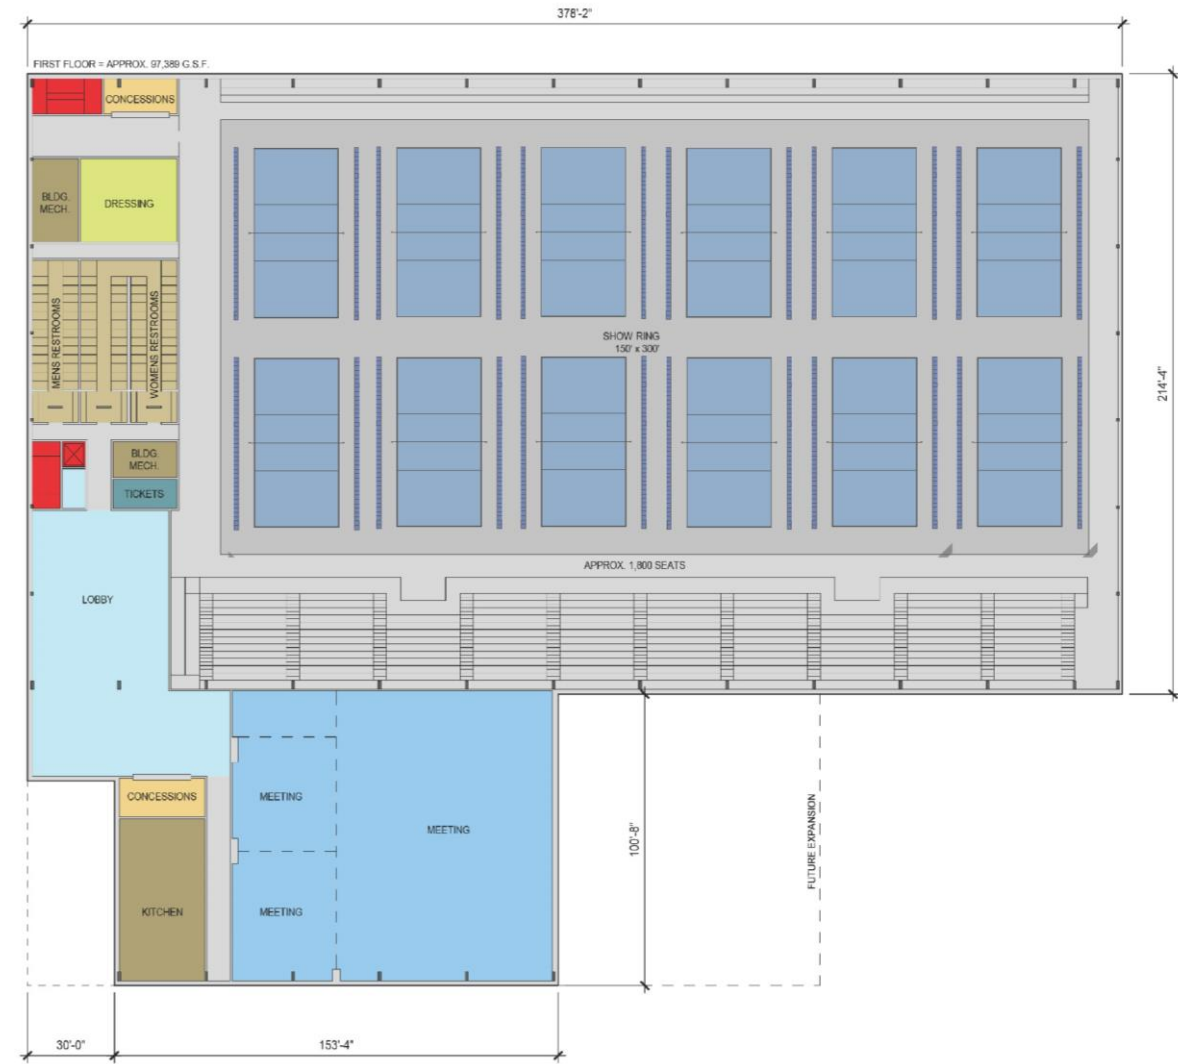 378'-2"
FIRST FLOOR = APPROX. 97,389 G.S.F.
CONCESSIONS
BLDG.
MECH.
DRESSING
MENS RESTROOMS
WOMENS RESTROOMS
SHOW RING
150' x 300'
214'-4"
BLDG.
MECH.
TICKETS
APPROX. 1,800 SEATS
LOBBY
CONCESSIONS
MEETING
MEETING
100'-8"
FUTURE EXPANSION
KITCHEN
MEETING
30'-0"
153'-4"